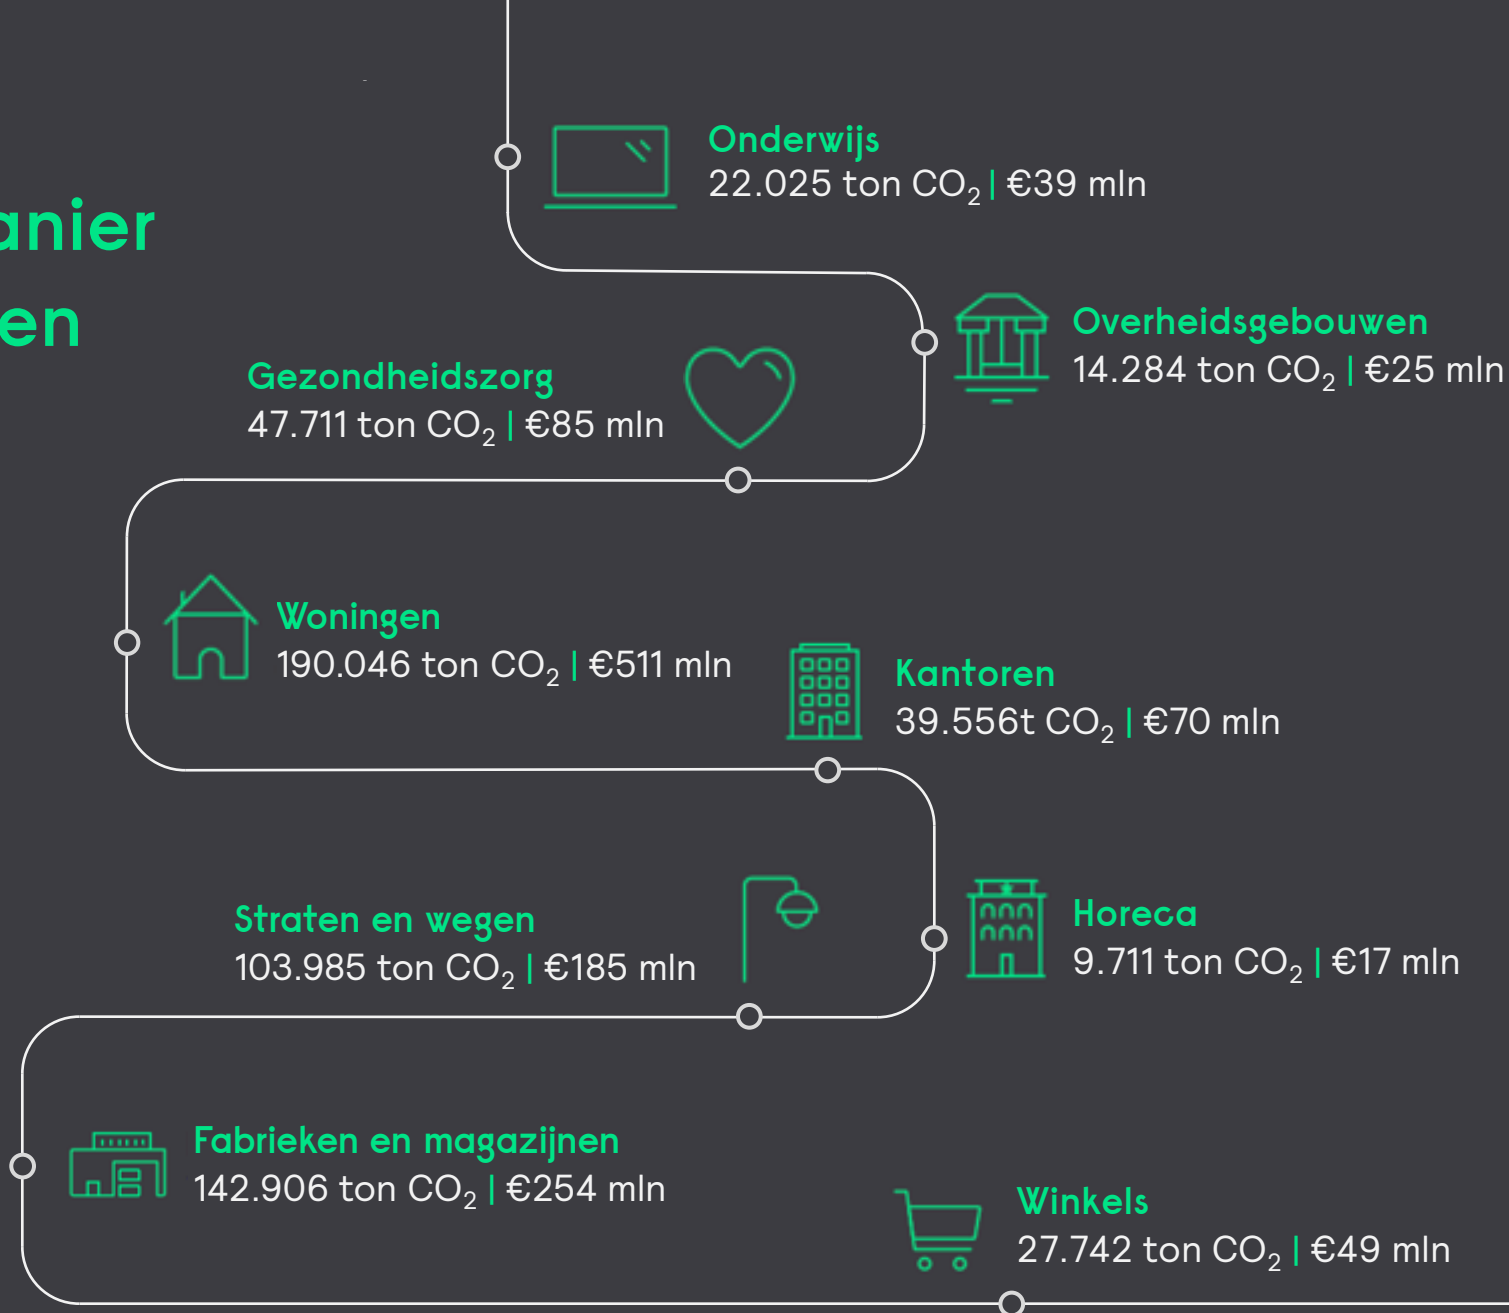 Onderwijs
22.025 ton CO₂ | €39 mln
anier
en
Overheidsgebouwen
14.284 ton CO₂ | €25 mln
Gezondheidszorg
47.711 ton CO₂ | €85 mln
Woningen
190.046 ton CO₂ | €511 mln
Kantoren
39.556t CO₂ | €70 mln
Straten en wegen
103.985 ton CO₂ | €185 mln
Horeca
9.711 ton CO₂ | €17 mln
Fabrieken en magazijnen
142.906 ton CO₂ | €254 mln
Winkels
27.742 ton CO₂ | €49 mln